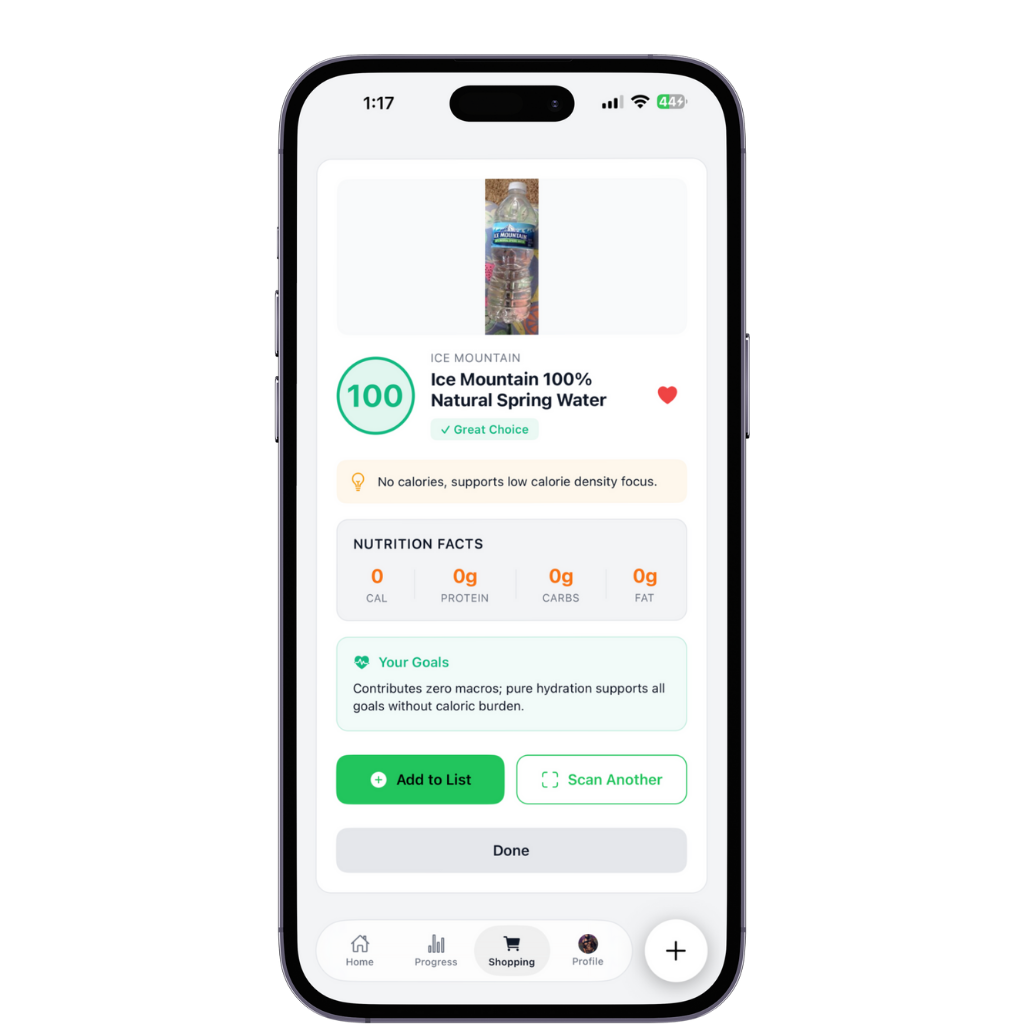 1:17
44
ICE MOUNTAIN
ICE MOUNTAIN
100
Ice Mountain 100%
Natural Spring Water
✓ Great Choice
No calories, supports low calorie density focus.
NUTRITION FACTS
0 0g 0g 0g
CAL PROTEIN CARBS FAT
Your Goals
Contributes zero macros; pure hydration supports all
goals without caloric burden.
Add to List Scan Another
Done
Home Progress Shopping Profile